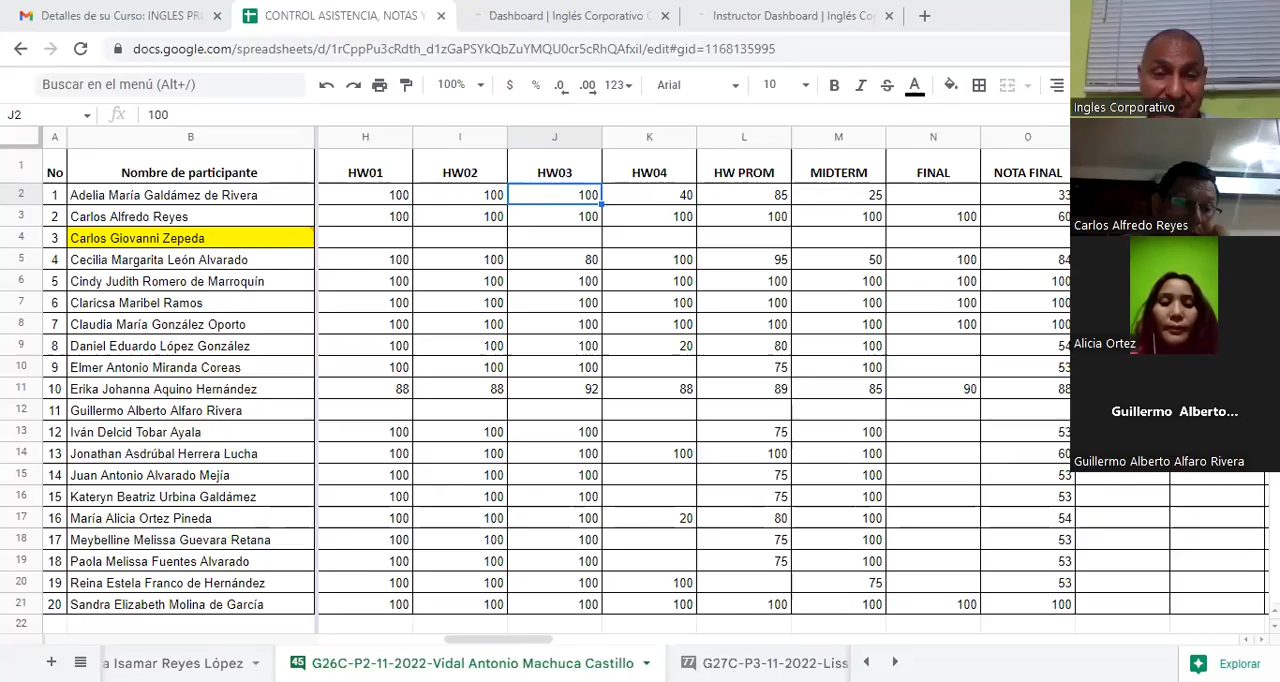 Detalles de su Curso: INGLES PR
CONTROL ASISTENCIA, NOTAS Y
Dashboard | Inglés Corporativo C
Instructor Dashboard | Inglés Co
docs.google.com/spreadsheets/d/1rCppPu3cRdth_d1zGaPSYkQbZuYMQU0cr5cRhQAfxiI/edit#gid=1168135995
Buscar en el menú (Alt+/) 100% $ % .0 .00 123 Arial 10 B I S A
J2 fx 100
A B H I J K L M N O
1 No Nombre de participante HW01 HW02 HW03 HW04 HW PROM MIDTERM FINAL NOTA FINAL
2 1 Adelia María Galdámez de Rivera 100 100 100 40 85 25 33
3 2 Carlos Alfredo Reyes 100 100 100 100 100 100 100 60
4 3 Carlos Giovanni Zepeda
5 4 Cecilia Margarita León Alvarado 100 100 80 100 95 50 100 84
6 5 Cindy Judith Romero de Marroquín 100 100 100 100 100 100 100 100
7 6 Claricsa Maribel Ramos 100 100 100 100 100 100 100 100
8 7 Claudia María González Oporto 100 100 100 100 100 100 100 100
9 8 Daniel Eduardo López González 100 100 100 20 80 100 54
10 9 Elmer Antonio Miranda Coreas 100 100 100 75 100 53
11 10 Erika Johanna Aquino Hernández 88 88 92 88 89 85 90 88
12 11 Guillermo Alberto Alfaro Rivera
13 12 Iván Delcid Tobar Ayala 100 100 100 75 100 53
14 13 Jonathan Asdrúbal Herrera Lucha 100 100 100 100 100 100 60
15 14 Juan Antonio Alvarado Mejía 100 100 100 75 100 53
16 15 Kateryn Beatriz Urbina Galdámez 100 100 100 75 100 53
17 16 María Alicia Ortez Pineda 100 100 100 20 80 100 54
18 17 Meybelline Melissa Guevara Retana 100 100 100 75 100 53
19 18 Paola Melissa Fuentes Alvarado 100 100 100 75 100 53
20 19 Reina Estela Franco de Hernández 100 100 100 100 75 53
21 20 Sandra Elizabeth Molina de García 100 100 100 100 100 100 100 100
22
a Isamar Reyes López
45 G26C-P2-11-2022-Vidal Antonio Machuca Castillo
77 G27C-P3-11-2022-Liss
Explorar
Ingles Corporativo
Carlos Alfredo Reyes
Alicia Ortez
Guillermo Alberto...
Guillermo Alberto Alfaro Rivera